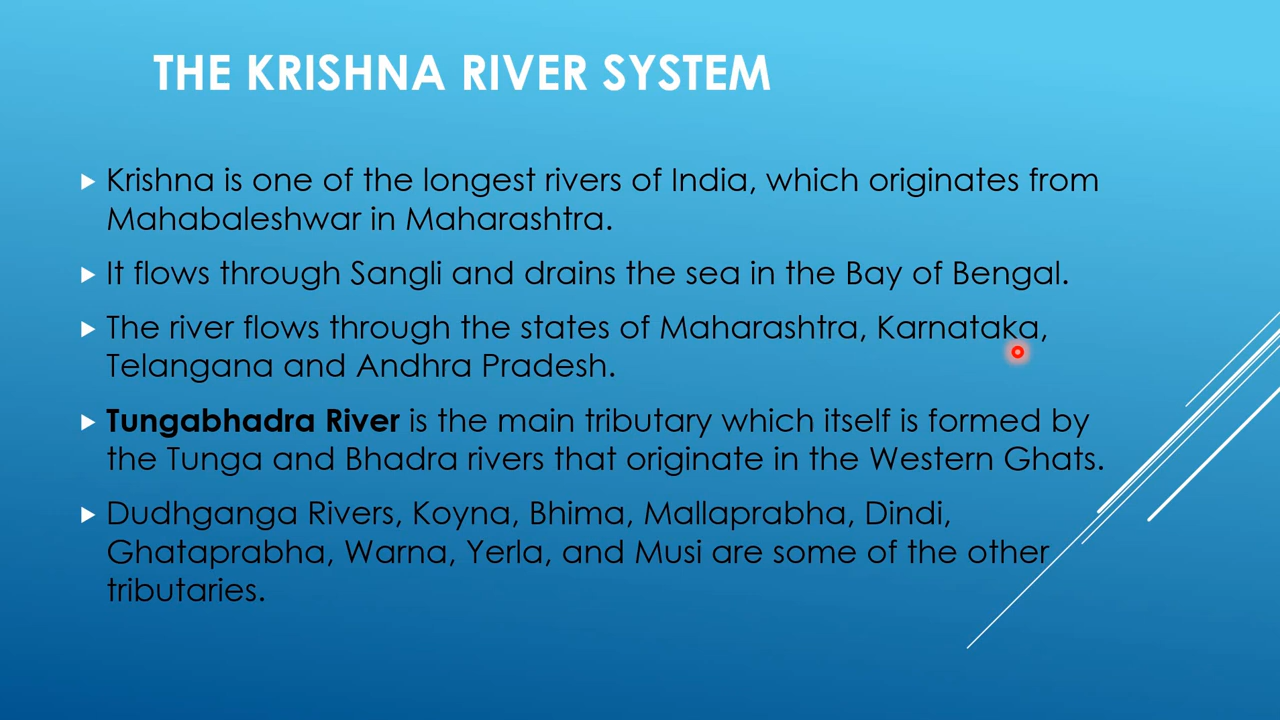 THE KRISHNA RIVER SYSTEM
Krishna is one of the longest rivers of India, which originates from
Mahabaleshwar in Maharashtra.
It flows through Sangli and drains the sea in the Bay of Bengal.
The river flows through the states of Maharashtra, Karnataka,
Telangana and Andhra Pradesh.
Tungabhadra River is the main tributary which itself is formed by
the Tunga and Bhadra rivers that originate in the Western Ghats.
Dudhganga Rivers, Koyna, Bhima, Mallaprabha, Dindi,
Ghataprabha, Warna, Yerla, and Musi are some of the other
tributaries.